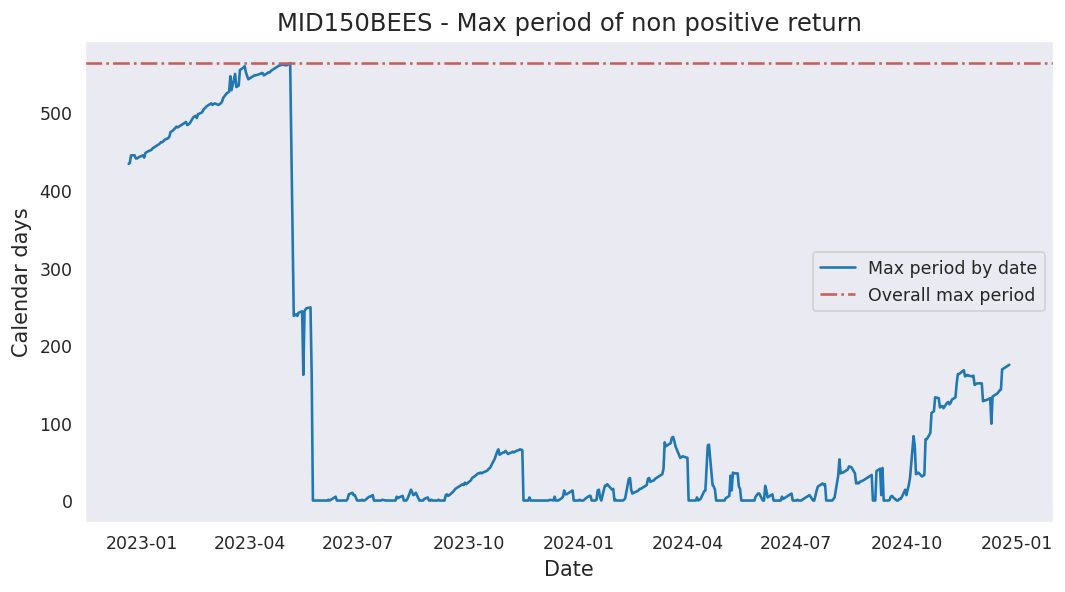 MID150BEES - Max period of non positive return
Calendar days
500
400
300
200
100
0
Max period by date
Overall max period
2023-01 2023-04 2023-07 2023-10 2024-01 2024-04 2024-07 2024-10 2025-01
Date